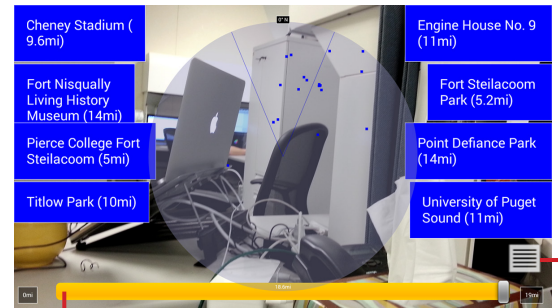 Cheney Stadium (
9.6mi)
Engine House No. 9
(11mi)
0° N
Fort Nisqually
Living History
Museum (14mi)
Fort Steilacoom
Park (5.2mi)
Pierce College Fort
Steilacoom (5mi)
Point Defiance Park
(14mi)
Titlow Park (10mi)
University of Puget
Sound (11mi)
0mi
18.6mi
19mi